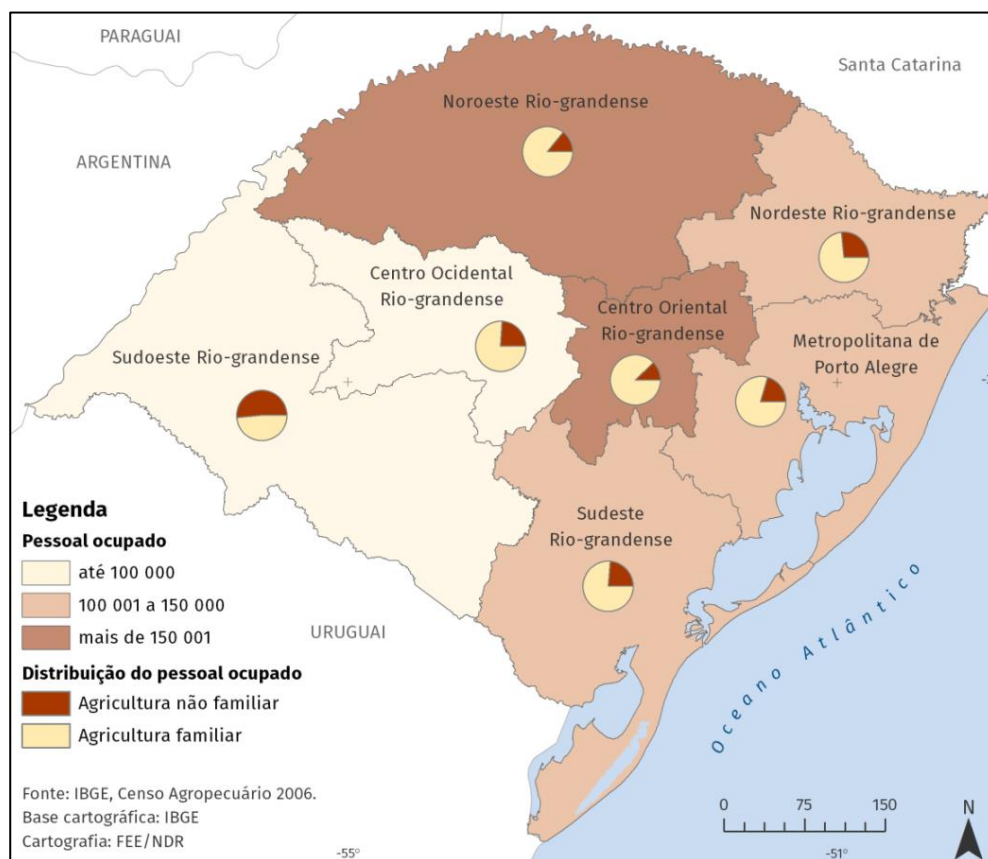 PARAGUAI
Santa Catarina
Noroeste Rio-grandense
ARGENTINA
Nordeste Rio-grandense
Centro Ocidental
Rio-grandense
Centro Oriental
Rio-grandense
Metropolitana de
Porto Alegre
Sudoeste Rio-grandense
Sudeste
Rio-grandense
URUGUAI
Oceano Atlântico
Legenda
Pessoal ocupado
até 100 000
100 001 a 150 000
mais de 150 001
Distribuição do pessoal ocupado
Agricultura não familiar
Agricultura familiar
Fonte: IBGE, Censo Agropecuário 2006.
Base cartográfica: IBGE
Cartografia: FEE/NDR
0 75 150
N
-55°
-51°